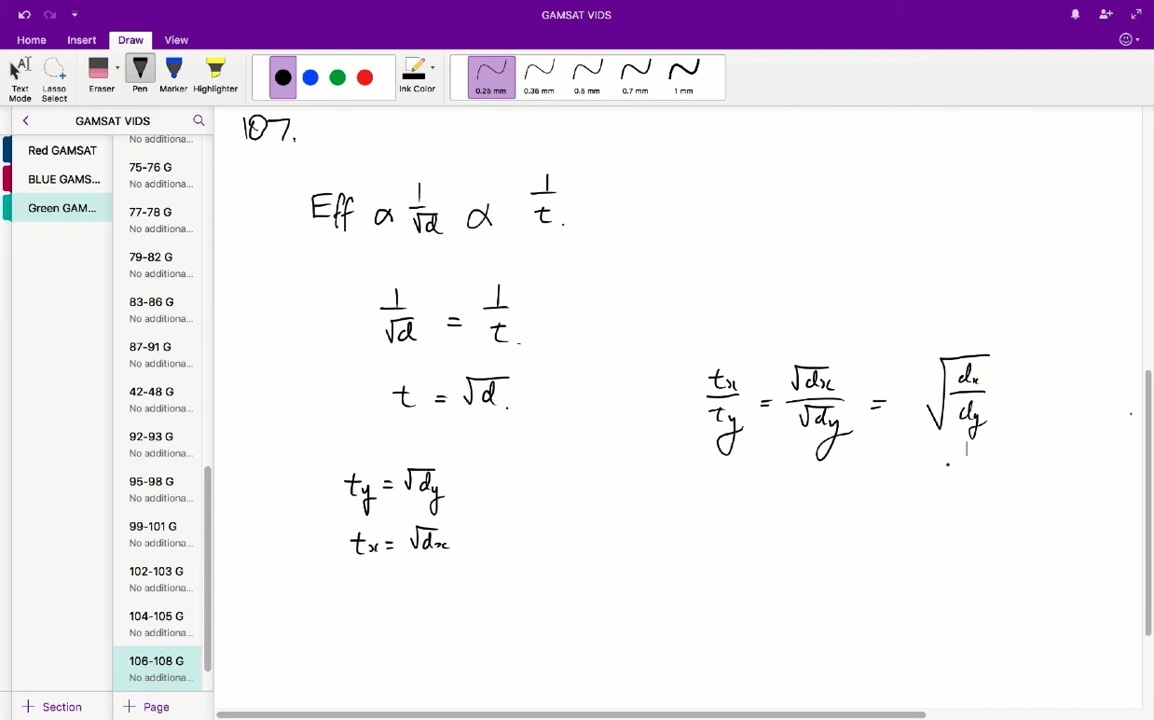 GAMSAT VIDS
Home Insert Draw View
Text Mode
Lasso Select
Eraser
Pen
Marker
Highlighter
Ink Color
0.25 mm
0.35 mm
0.5 mm
0.7 mm
1 mm
GAMSAT VIDS
Red GAMSAT
BLUE GAMS...
Green GAM...
No additiona...
75-76 G
No additiona...
77-78 G
No additiona...
79-82 G
No additiona...
83-86 G
No additiona...
87-91 G
No additiona...
42-48 G
No additiona...
92-93 G
No additiona...
95-98 G
No additiona...
99-101 G
No additiona...
102-103 G
No additiona...
104-105 G
No additiona...
106-108 G
No additiona...
+ Section
+ Page
107.
Eff ∝ 1/√d ∝ 1/t.
1/√d = 1/t.
t = √d.
ty = √dy
tx = √dx
tx/ty = √dx/√dy = √(dx/dy)